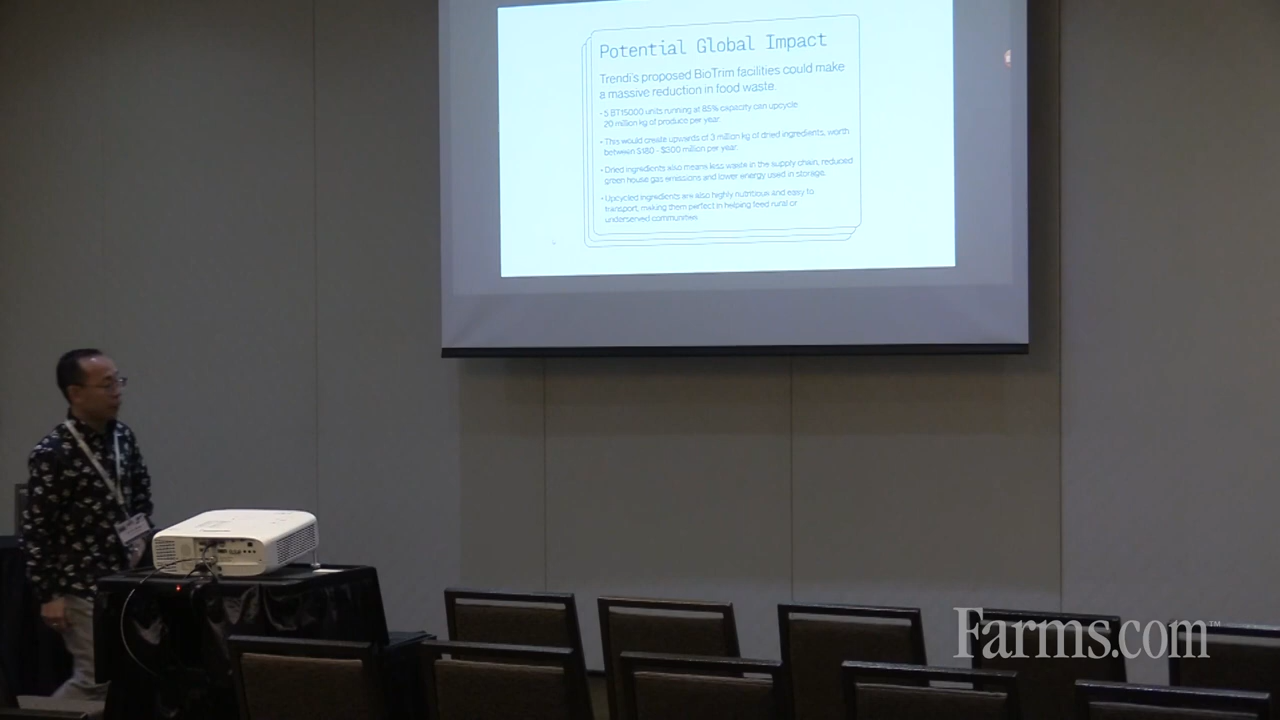 Potential Global Impact
Trendi's proposed BioTrim facilities could make
a massive reduction in food waste.
• 5 BT15000 units running at 85% capacity can upcycle
20 million kg of produce per year.
• This would create upwards of 3 million kg of dried ingredients, worth
between $180 - $300 million per year.
• Dried ingredients also means less waste in the supply chain, reduced
green house gas emissions and lower energy used in storage.
• Upcycled ingredients are also highly nutritious and easy to
transport, making them perfect in helping feed rural or
underserved communities.
Farms.com™